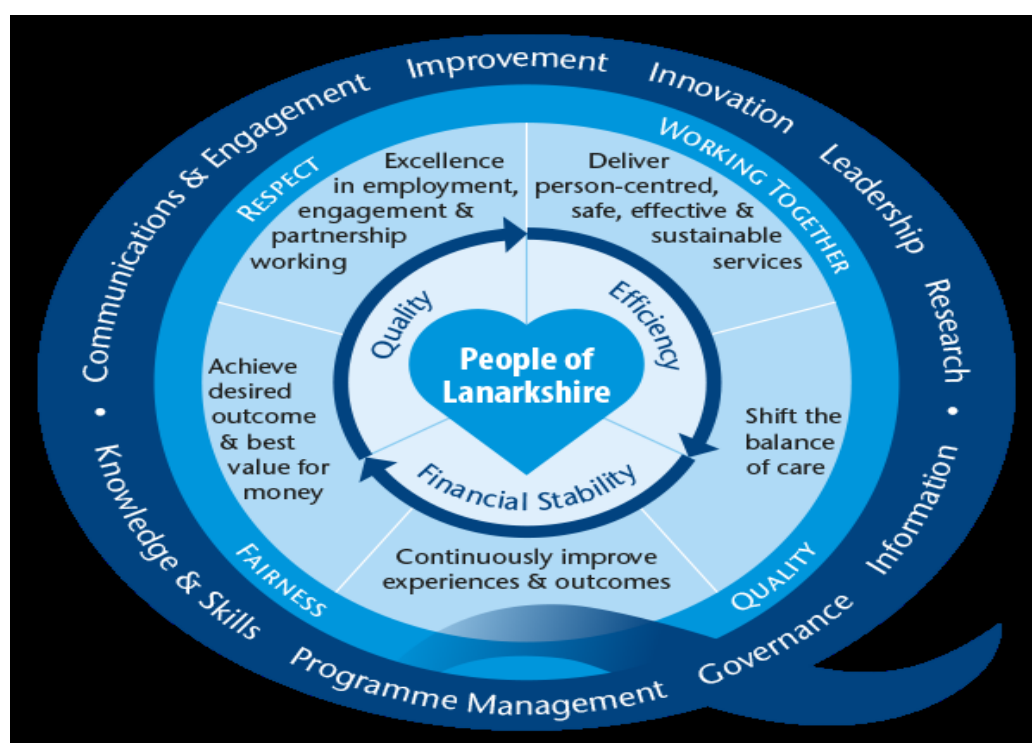 Communications & Engagement
Improvement
Innovation
Leadership
Research
•
Information
Governance
Programme Management
Knowledge & Skills
•
RESPECT
WORKING TOGETHER
QUALITY
FAIRNESS
Excellence
in employment,
engagement &
partnership
working
Deliver
person-centred,
safe, effective &
sustainable
services
Shift the
balance
of care
Continuously improve
experiences & outcomes
Achieve
desired
outcome
& best
value for
money
Quality
Efficiency
Financial Stability
People of
Lanarkshire